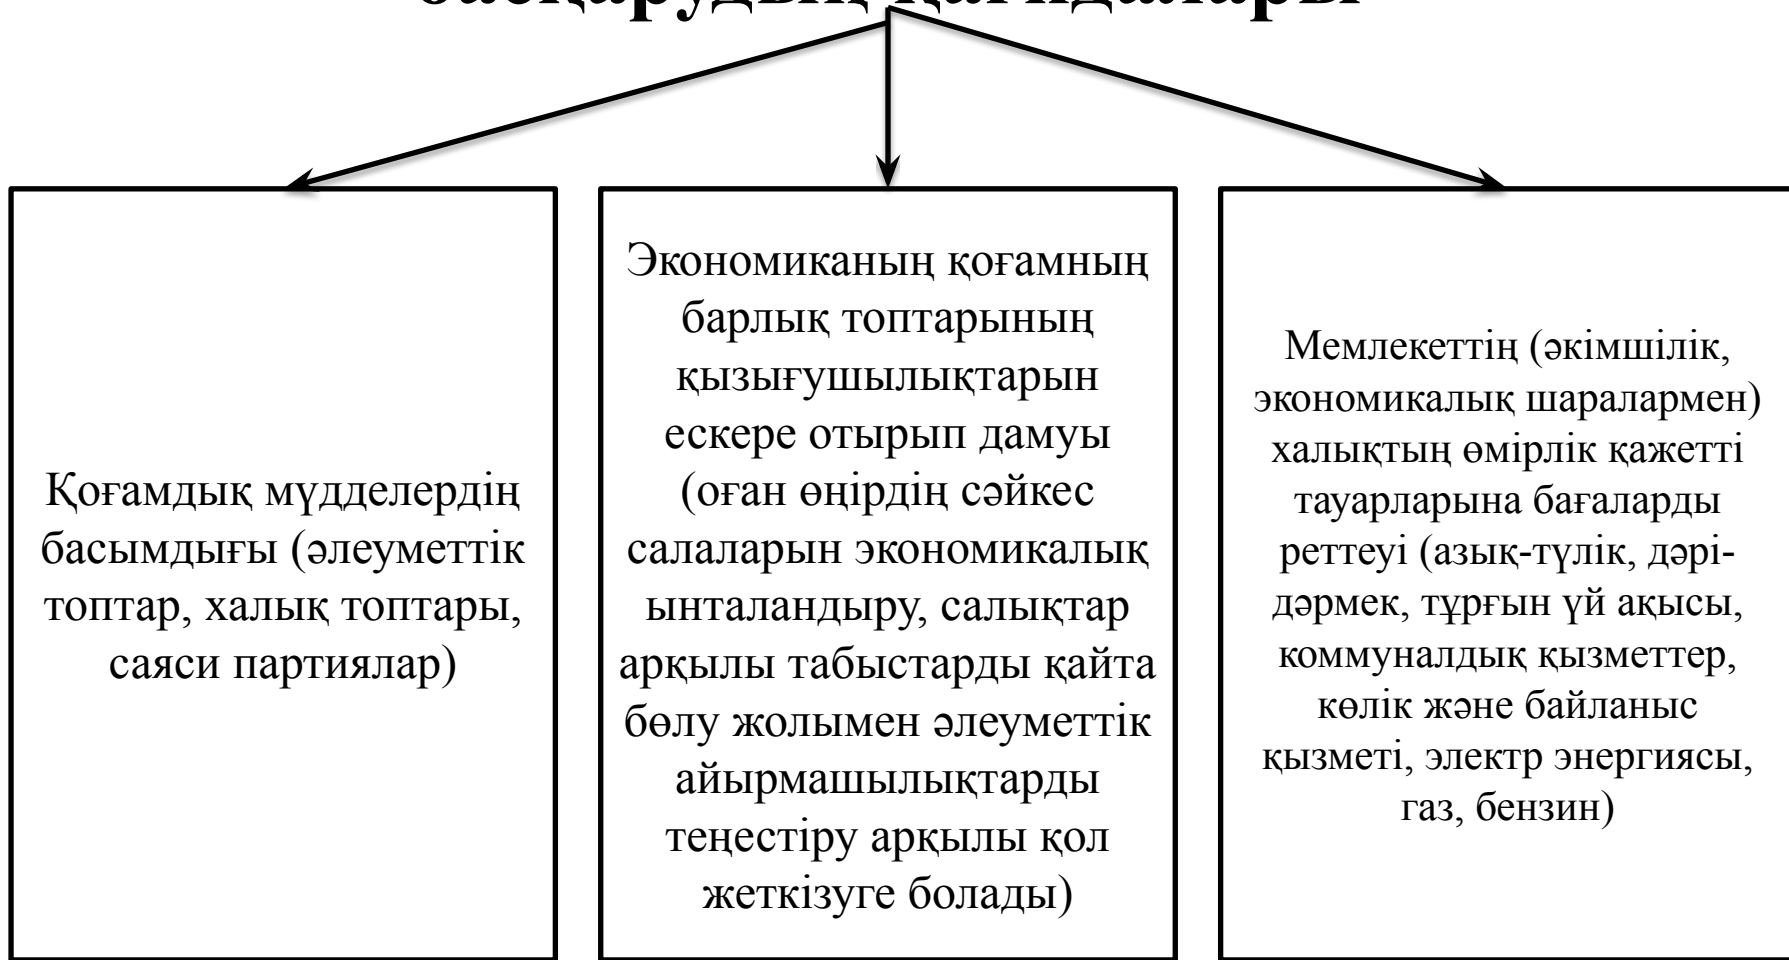 басқарудың қағидалары
Қоғамдық мүдделердің
басымдығы (әлеуметтік
топтар, халық топтары,
саяси партиялар)
Экономиканың қоғамның
барлық топтарының
қызығушылықтарын
ескере отырып дамуы
(оған өңірдің сәйкес
салаларын экономикалық
ынталандыру, салықтар
арқылы табыстарды қайта
бөлу жолымен әлеуметтік
айырмашылықтарды
теңестіру арқылы қол
жеткізуге болады)
Мемлекеттің (әкімшілік,
экономикалық шаралармен)
халықтың өмірлік қажетті
тауарларына бағаларды
реттеуі (азық-түлік, дәрі-
дәрмек, тұрғын үй ақысы,
коммуналдық қызметтер,
көлік және байланыс
қызметі, электр энергиясы,
газ, бензин)